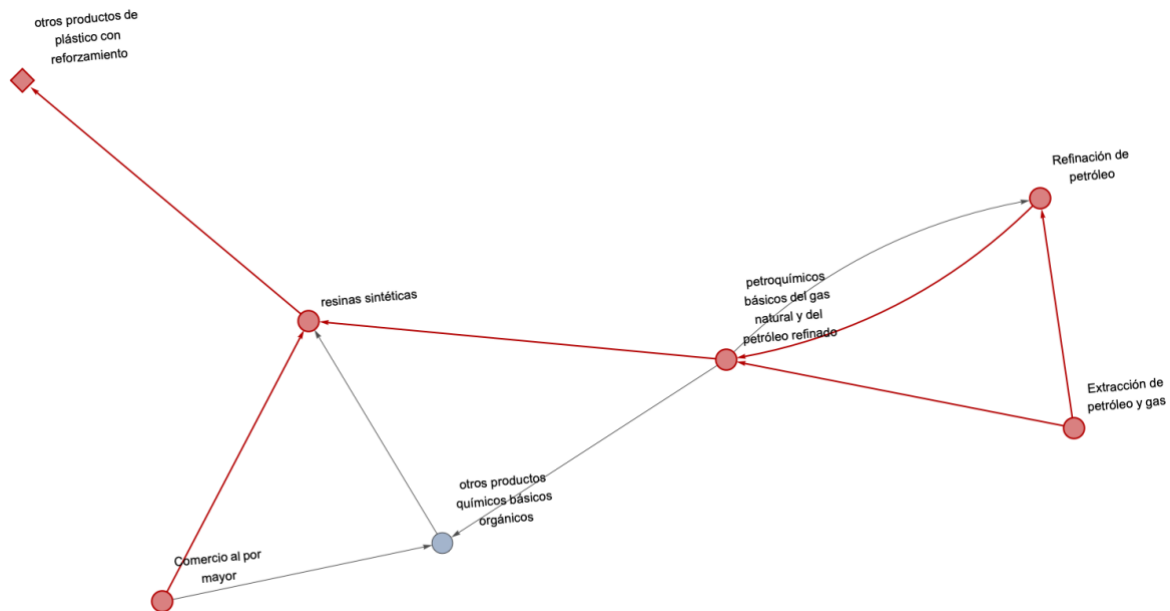 otros productos de
plástico con
reforzamiento
Refinación de
petróleo
petroquímicos
básicos del gas
natural y del
petróleo refinado
resinas sintéticas
Extracción de
petróleo y gas
otros productos
químicos básicos
orgánicos
Comercio al por
mayor